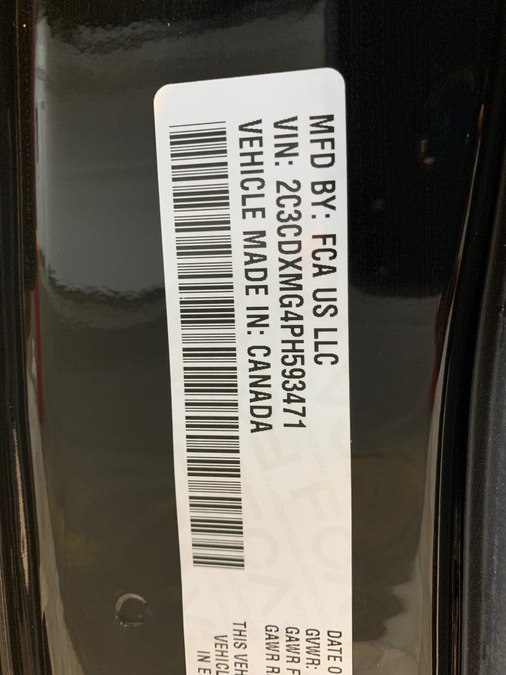 MFD BY: FCA US LLC
VIN: 2C3CDXMG4PH593471
VEHICLE MADE IN: CANADA
DATE O
GVWR:
GAWR F
GAWR R
THIS VEH
VEHICL
IN E